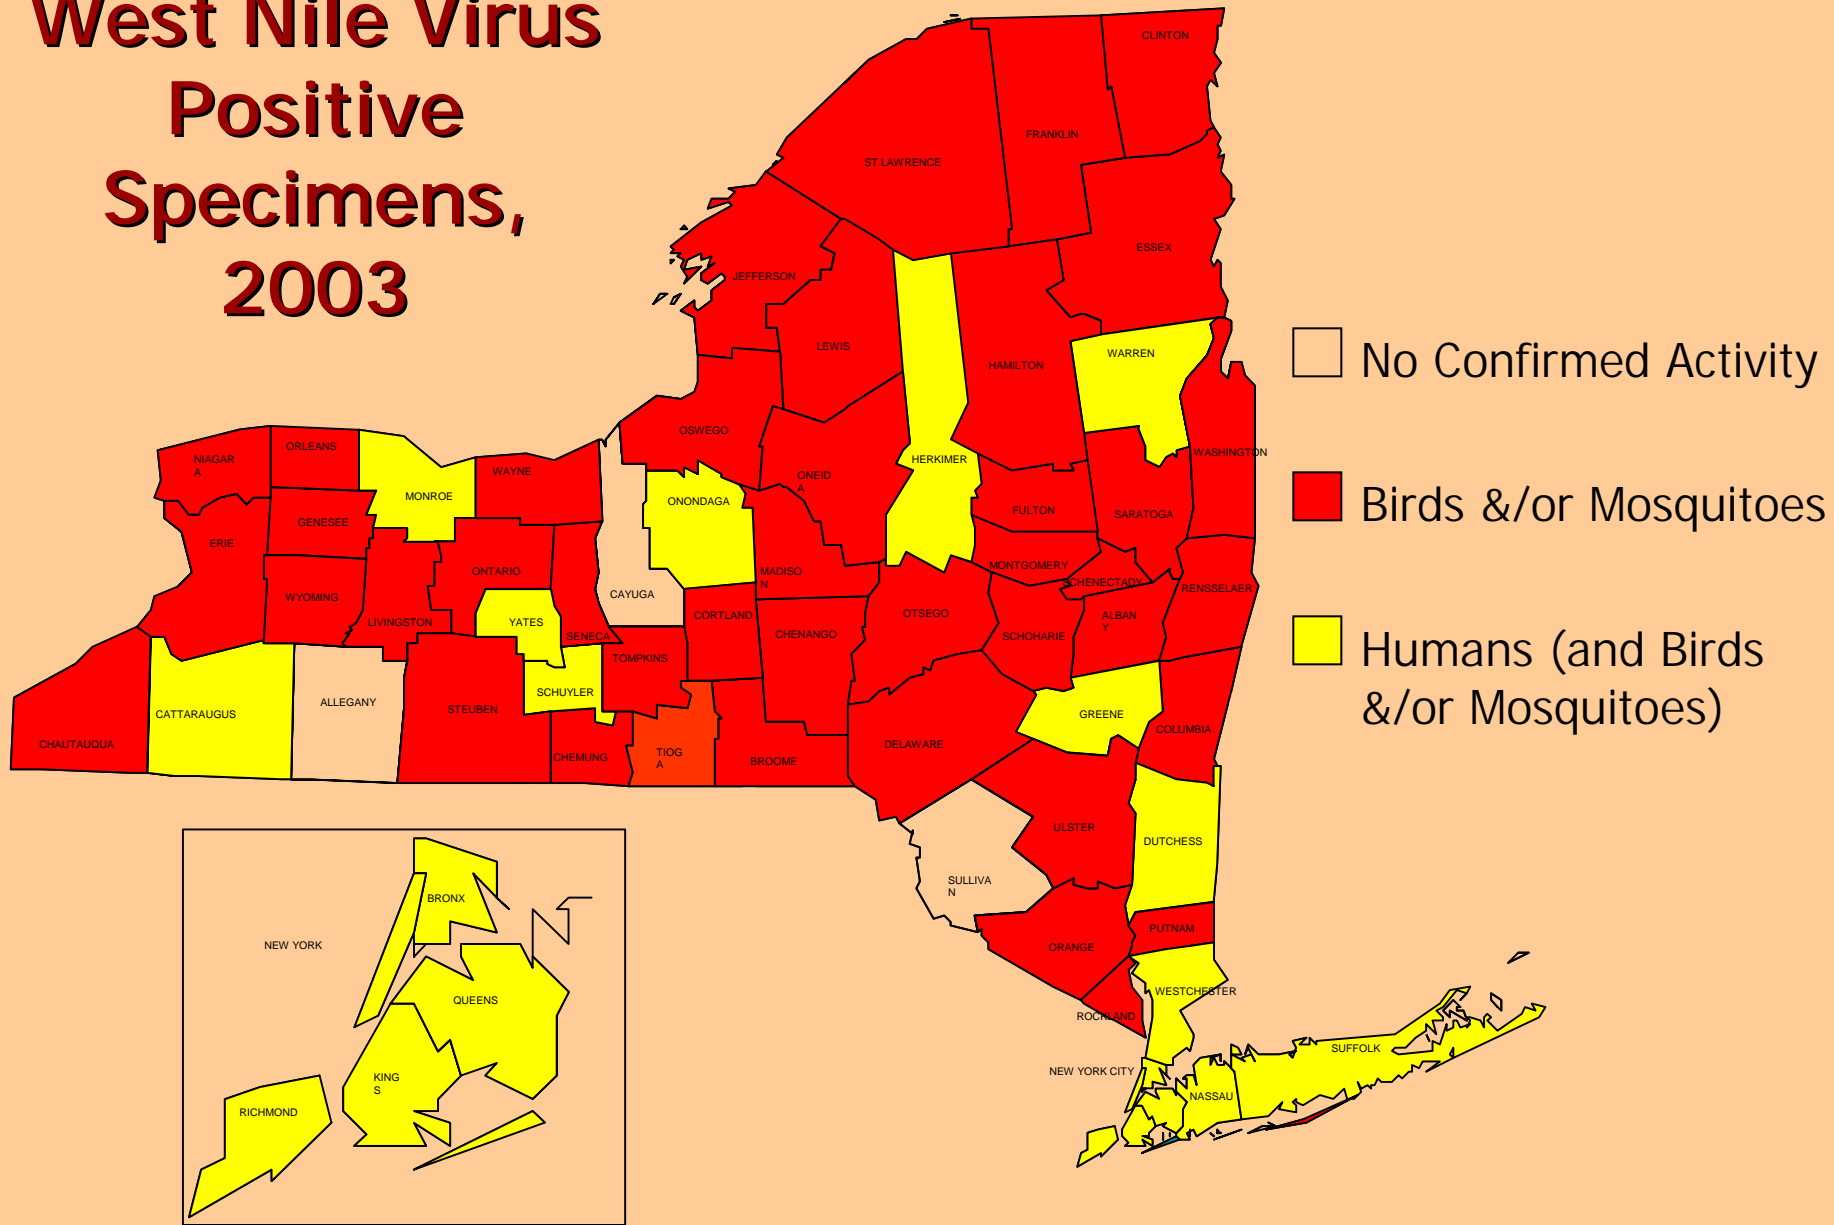 West Nile Virus
Positive
Specimens,
2003
CLINTON
FRANKLIN
ST LAWRENCE
ESSEX
JEFFERSON
LEWIS
WARREN
HAMILTON
No Confirmed Activity
OSWEGO
HERKIMER
WASHINGTON
ORLEANS
NIAGAR
A
WAYNE
MONROE
ONEID
A
ONONDAGA
FULTON
SARATOGA
Birds &/or Mosquitoes
GENESEE
ERIE
ONTARIO
MADISO
N
MONTGOMERY
SCHENECTADY
RENSSELAER
WYOMING
CAYUGA
LIVINGSTON
YATES
SENECA
CORTLAND
CHENANGO
OTSEGO
SCHOHARIE
ALBAN
Y
Humans (and Birds
&/or Mosquitoes)
TOMPKINS
SCHUYLER
ALLEGANY
STEUBEN
CATTARAUGUS
CHAUTAUQUA
CHEMUNG
TIOG
A
BROOME
DELAWARE
GREENE
COLUMBIA
ULSTER
DUTCHESS
SULLIVA
N
ORANGE
PUTNAM
WESTCHESTER
ROCKLAND
NEW YORK CITY
NASSAU
SUFFOLK
BRONX
NEW YORK
QUEENS
KING
S
RICHMOND